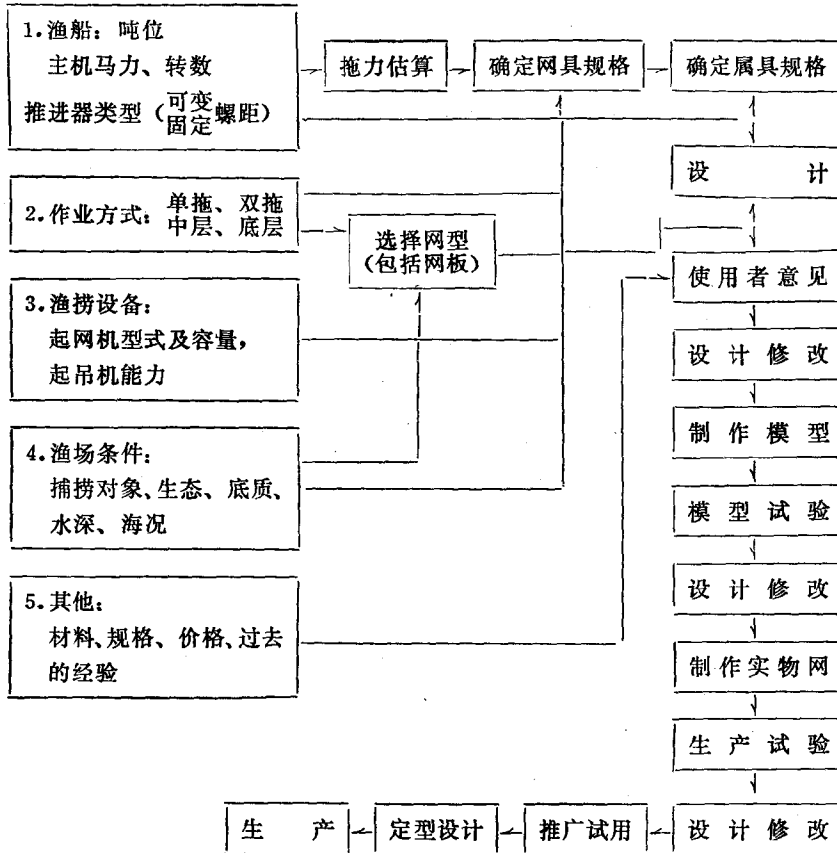 1.渔船：吨位
主机马力、转数
推进器类型（可变
固定螺距）
拖力估算
确定网具规格
确定属具规格
设计
2.作业方式：单拖、双拖
中层、底层
选择网型
（包括网板）
使用者意见
3.渔捞设备：
起网机型式及容量，
起吊机能力
设计修改
制作模型
4.渔场条件：
捕捞对象、生态、底质、
水深、海况
模型试验
设计修改
5.其他：
材料、规格、价格、过去
的经验
制作实物网
生产试验
设计修改
推广试用
定型设计
生产